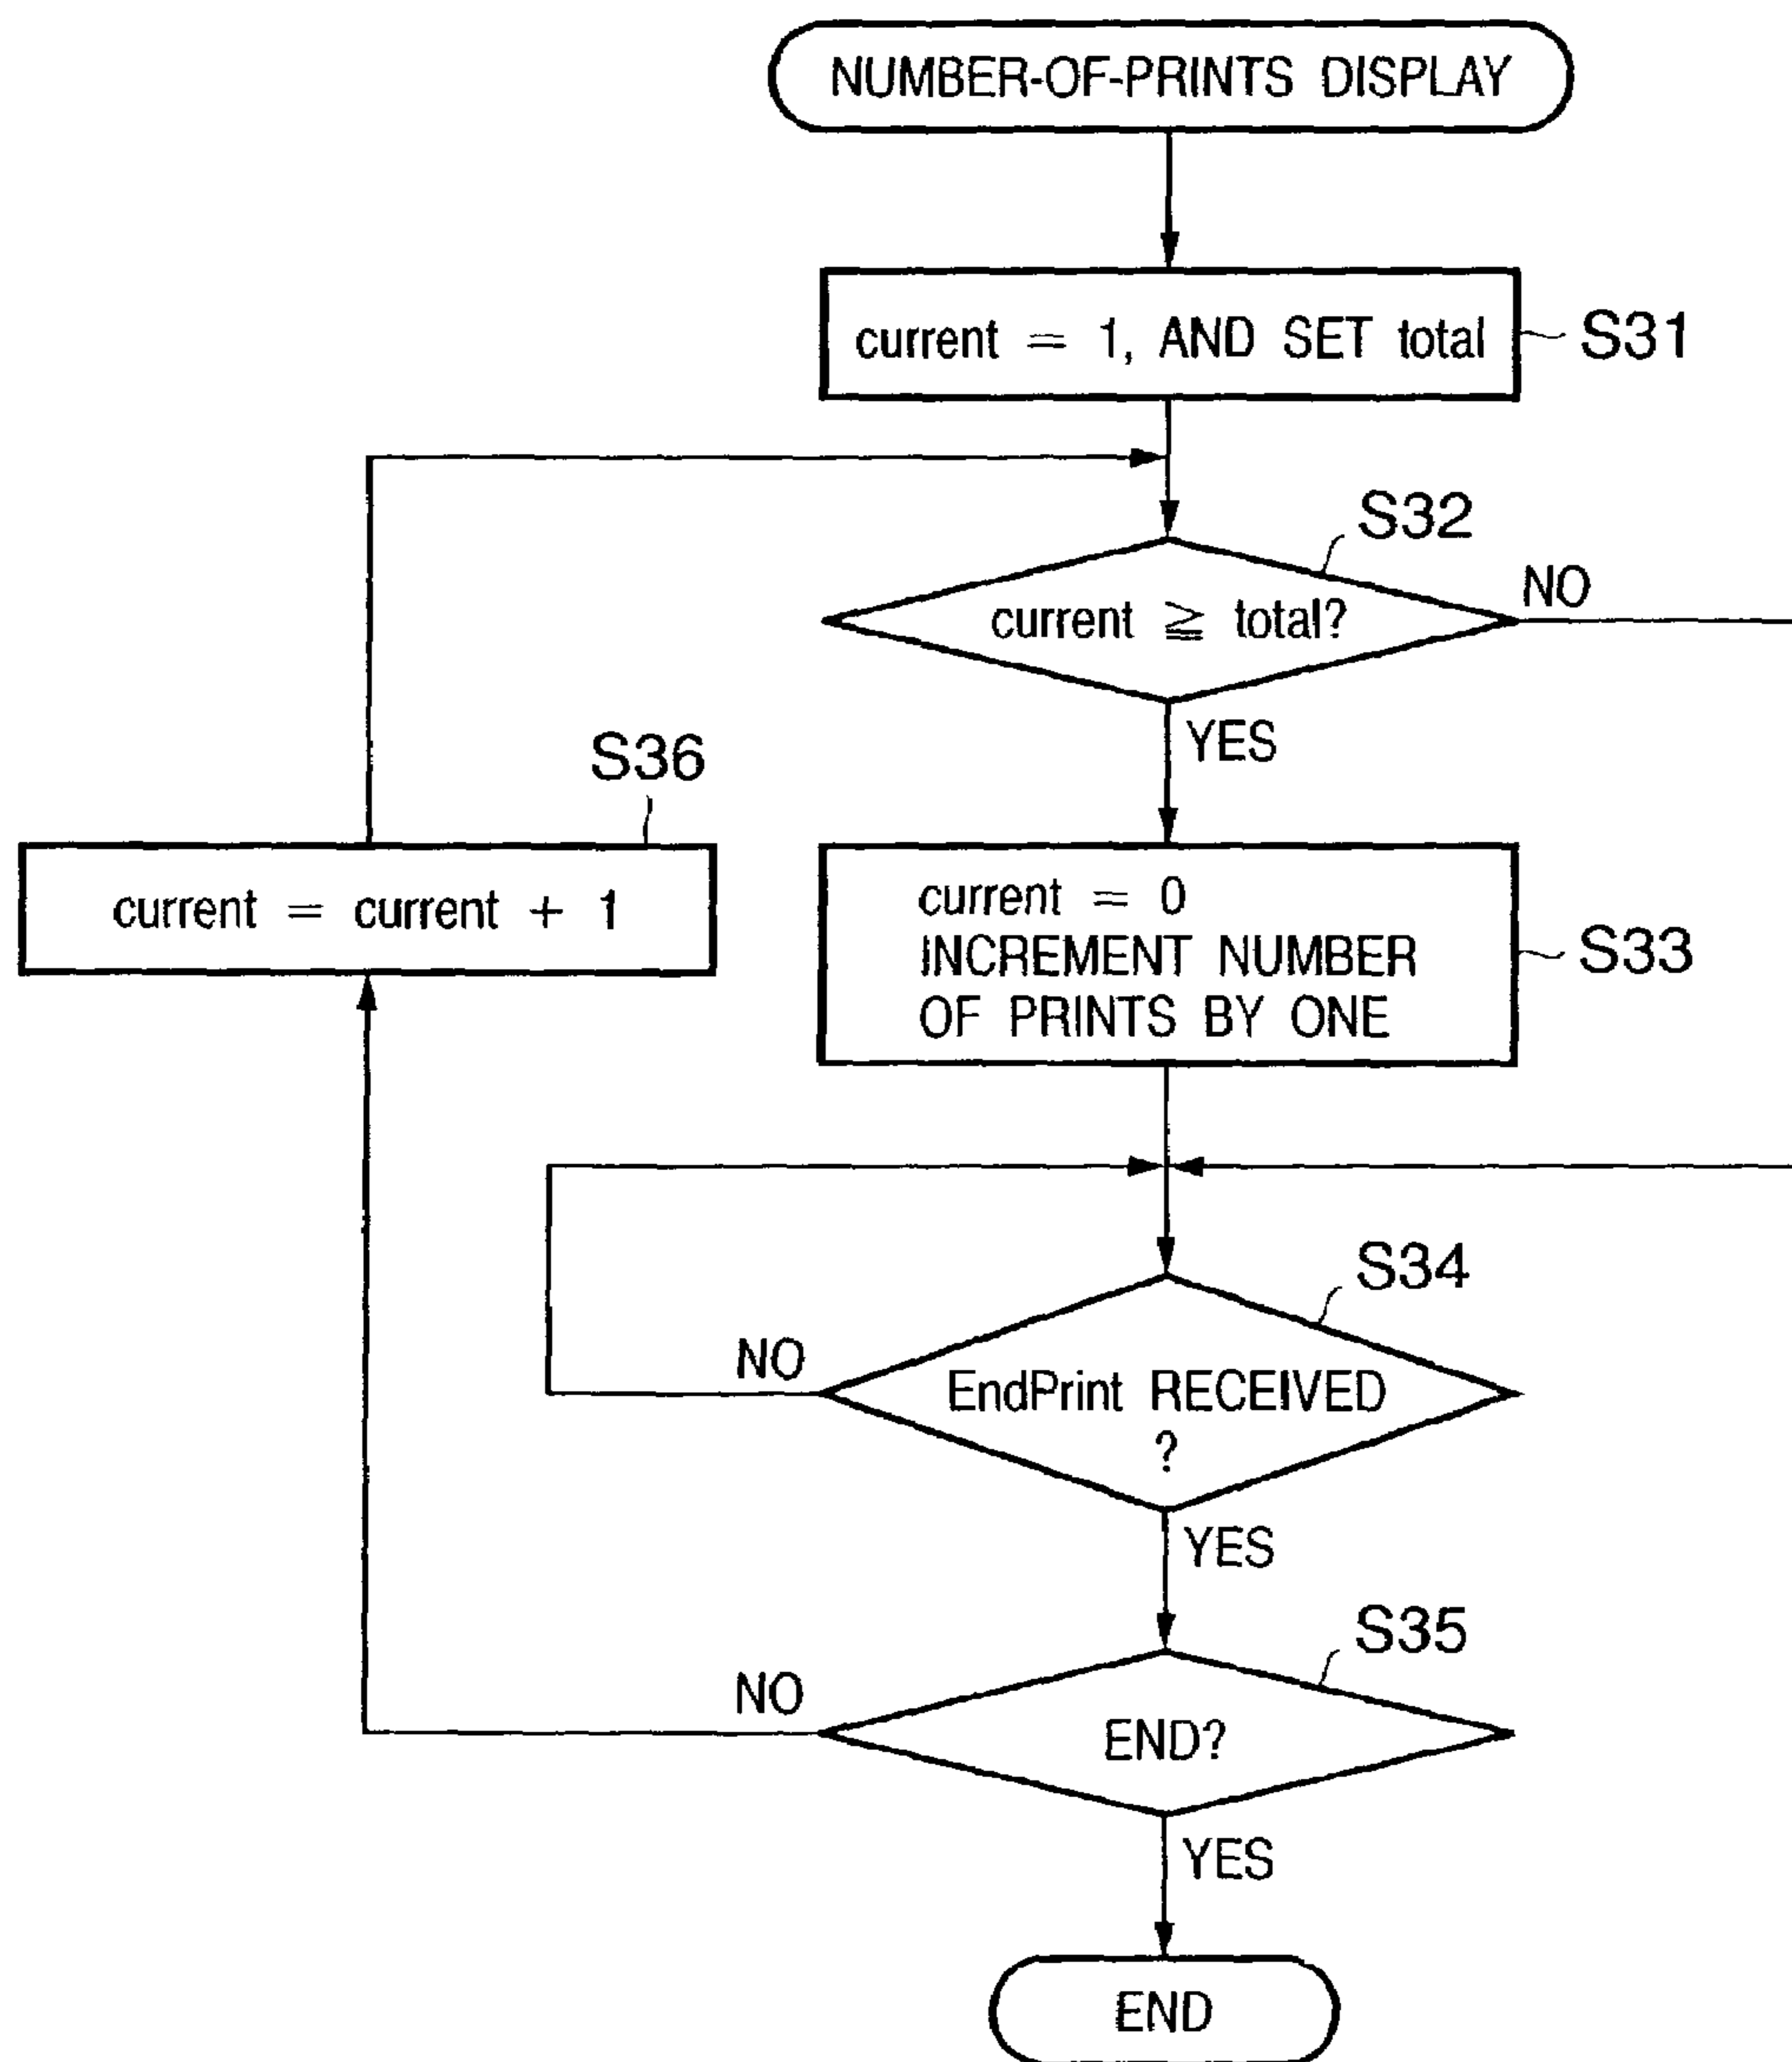 NUMBER-OF-PRINTS DISPLAY
current = 1, AND SET total
S31
S32
current ≧ total?
NO
YES
S36
current = current + 1
current = 0
INCREMENT NUMBER
OF PRINTS BY ONE
S33
S34
NO
EndPrint RECEIVED
?
YES
S35
NO
END?
YES
END